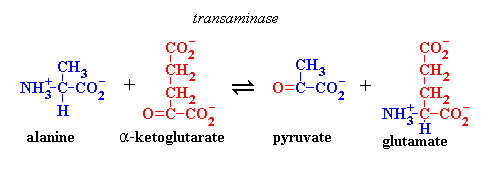 transaminase
CH₃
NH₃⁺–C–CO₂⁻
H
alanine
+
CO₂⁻
CH₂
CH₂
O=C–CO₂⁻
α-ketoglutarate
⇌
CH₃
O=C–CO₂⁻
pyruvate
+
CO₂⁻
CH₂
CH₂
NH₃⁺–C–CO₂⁻
H
glutamate